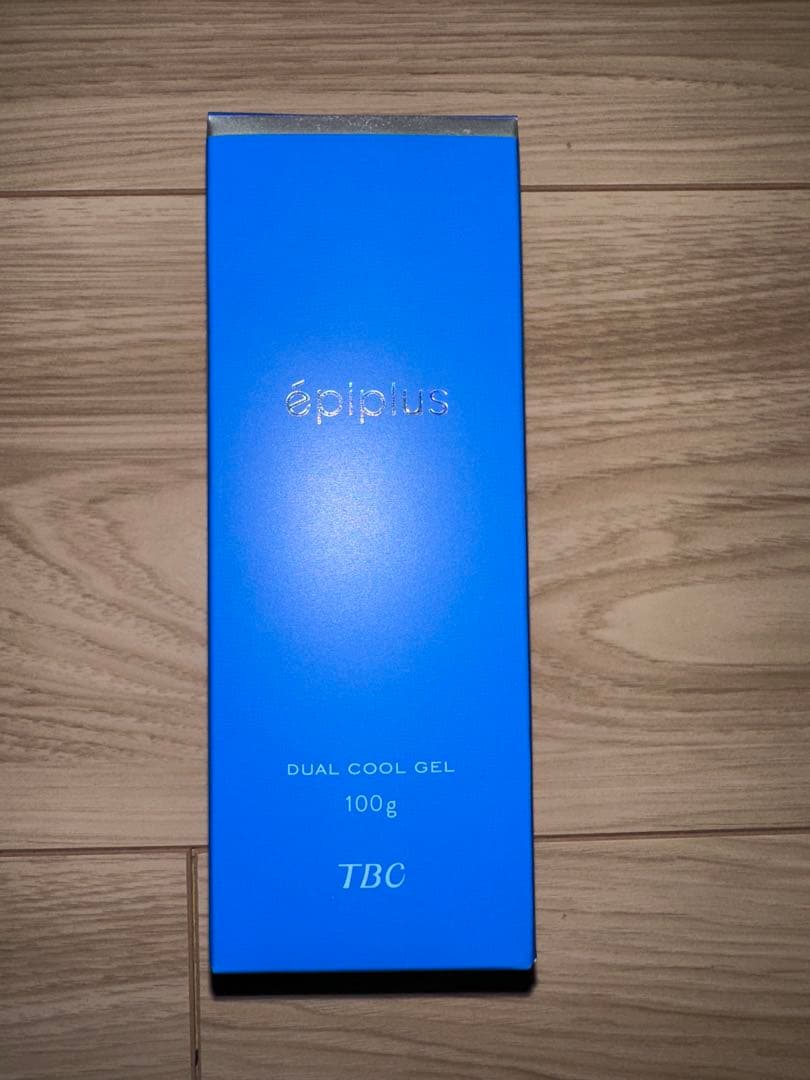 épiplus
DUAL COOL GEL
100g
TBC